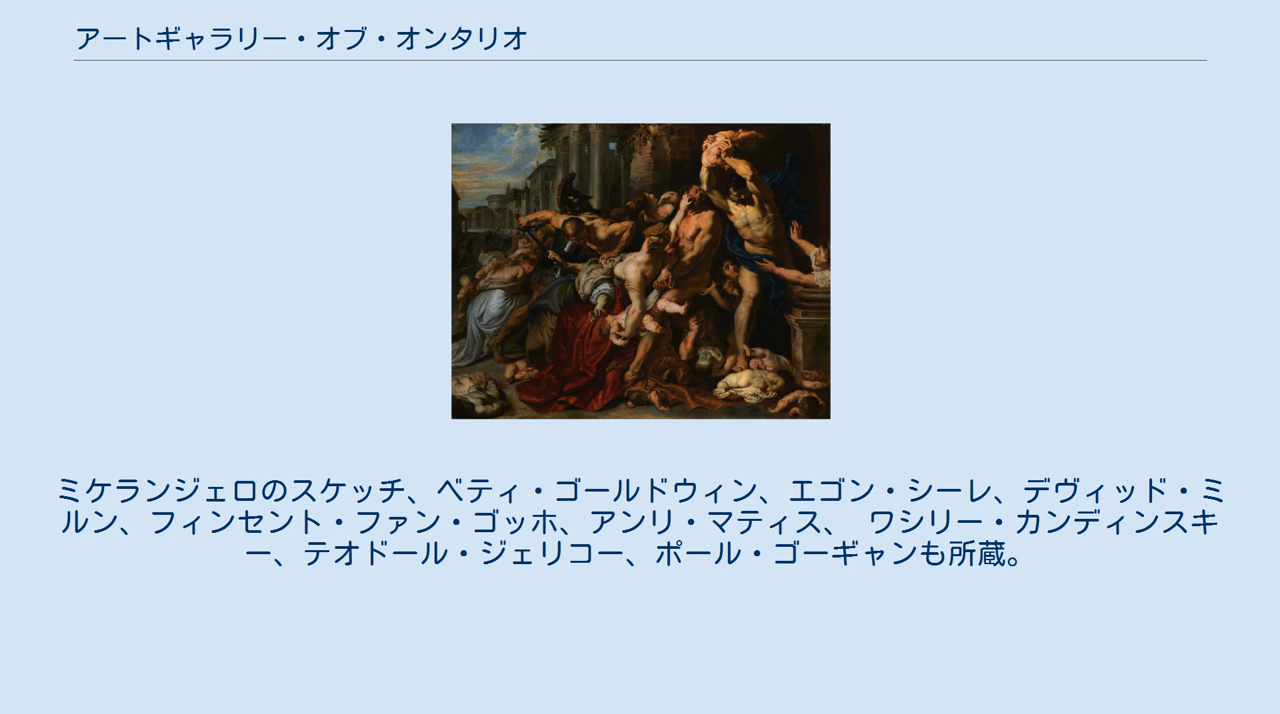 アートギャラリー・オブ・オンタリオ
ミケランジェロのスケッチ、ベティ・ゴールドウィン、エゴン・シーレ、デヴィッド・ミ
ルン、フィンセント・ファン・ゴッホ、アンリ・マティス、 ワシリー・カンディンスキ
ー、テオドール・ジェリコー、ポール・ゴーギャンも所蔵。